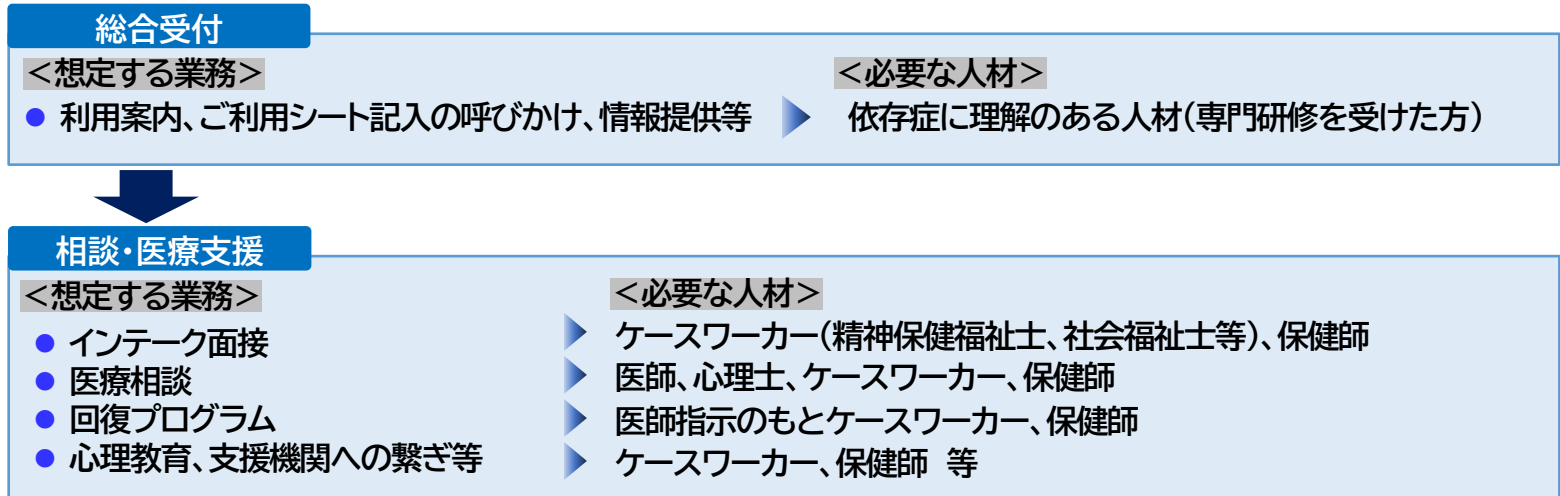 総合受付
＜想定する業務＞
＜必要な人材＞
● 利用案内、ご利用シート記入の呼びかけ、情報提供等
依存症に理解のある人材（専門研修を受けた方）
相談・医療支援
＜想定する業務＞
＜必要な人材＞
● インテーク面接
ケースワーカー（精神保健福祉士、社会福祉士等）、保健師
● 医療相談
医師、心理士、ケースワーカー、保健師
● 回復プログラム
医師指示のもとケースワーカー、保健師
● 心理教育、支援機関への繋ぎ等
ケースワーカー、保健師　等